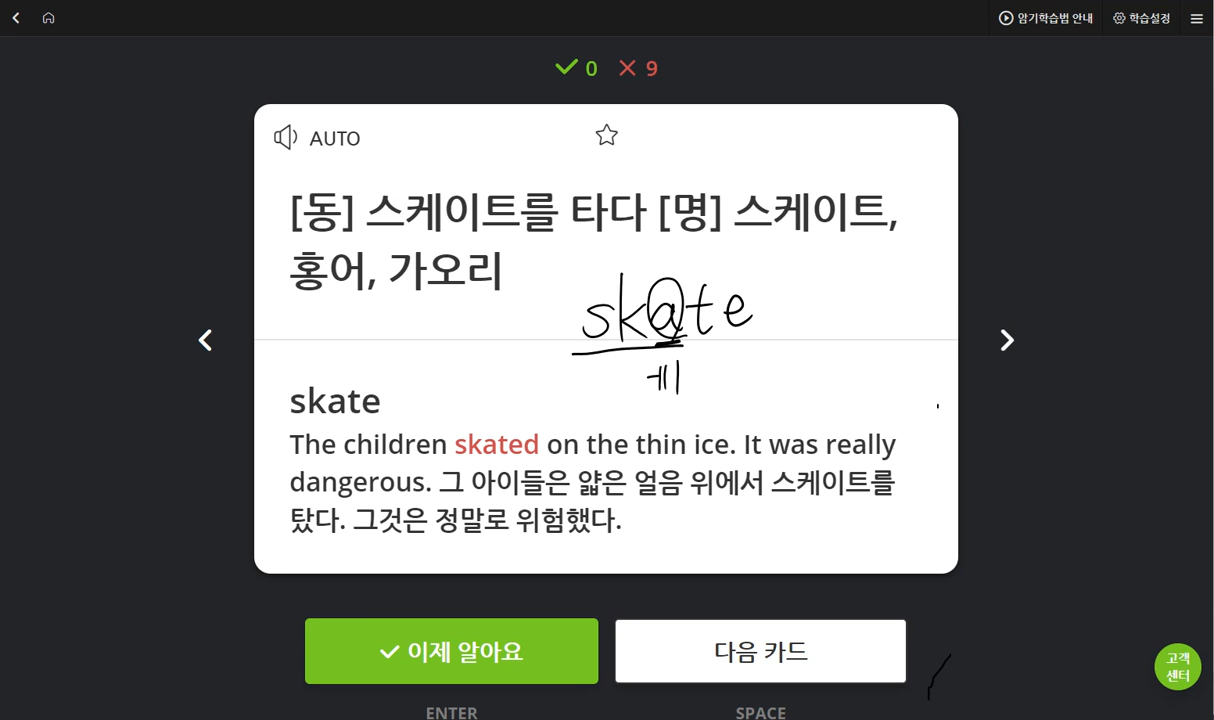 암기학습법 안내
학습설정
0 9
AUTO
[동] 스케이트를 타다 [명] 스케이트,
홍어, 가오리
skate
ㅔ
skate
The children skated on the thin ice. It was really
dangerous. 그 아이들은 얇은 얼음 위에서 스케이트를
탔다. 그것은 정말로 위험했다.
이제 알아요
다음 카드
고객
센터
ENTER
SPACE